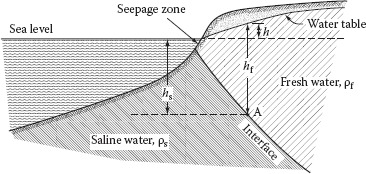 Seepage zone
Sea level
Water table
h
hf
hs
Fresh water, ρf
A
Saline water, ρs
Interface